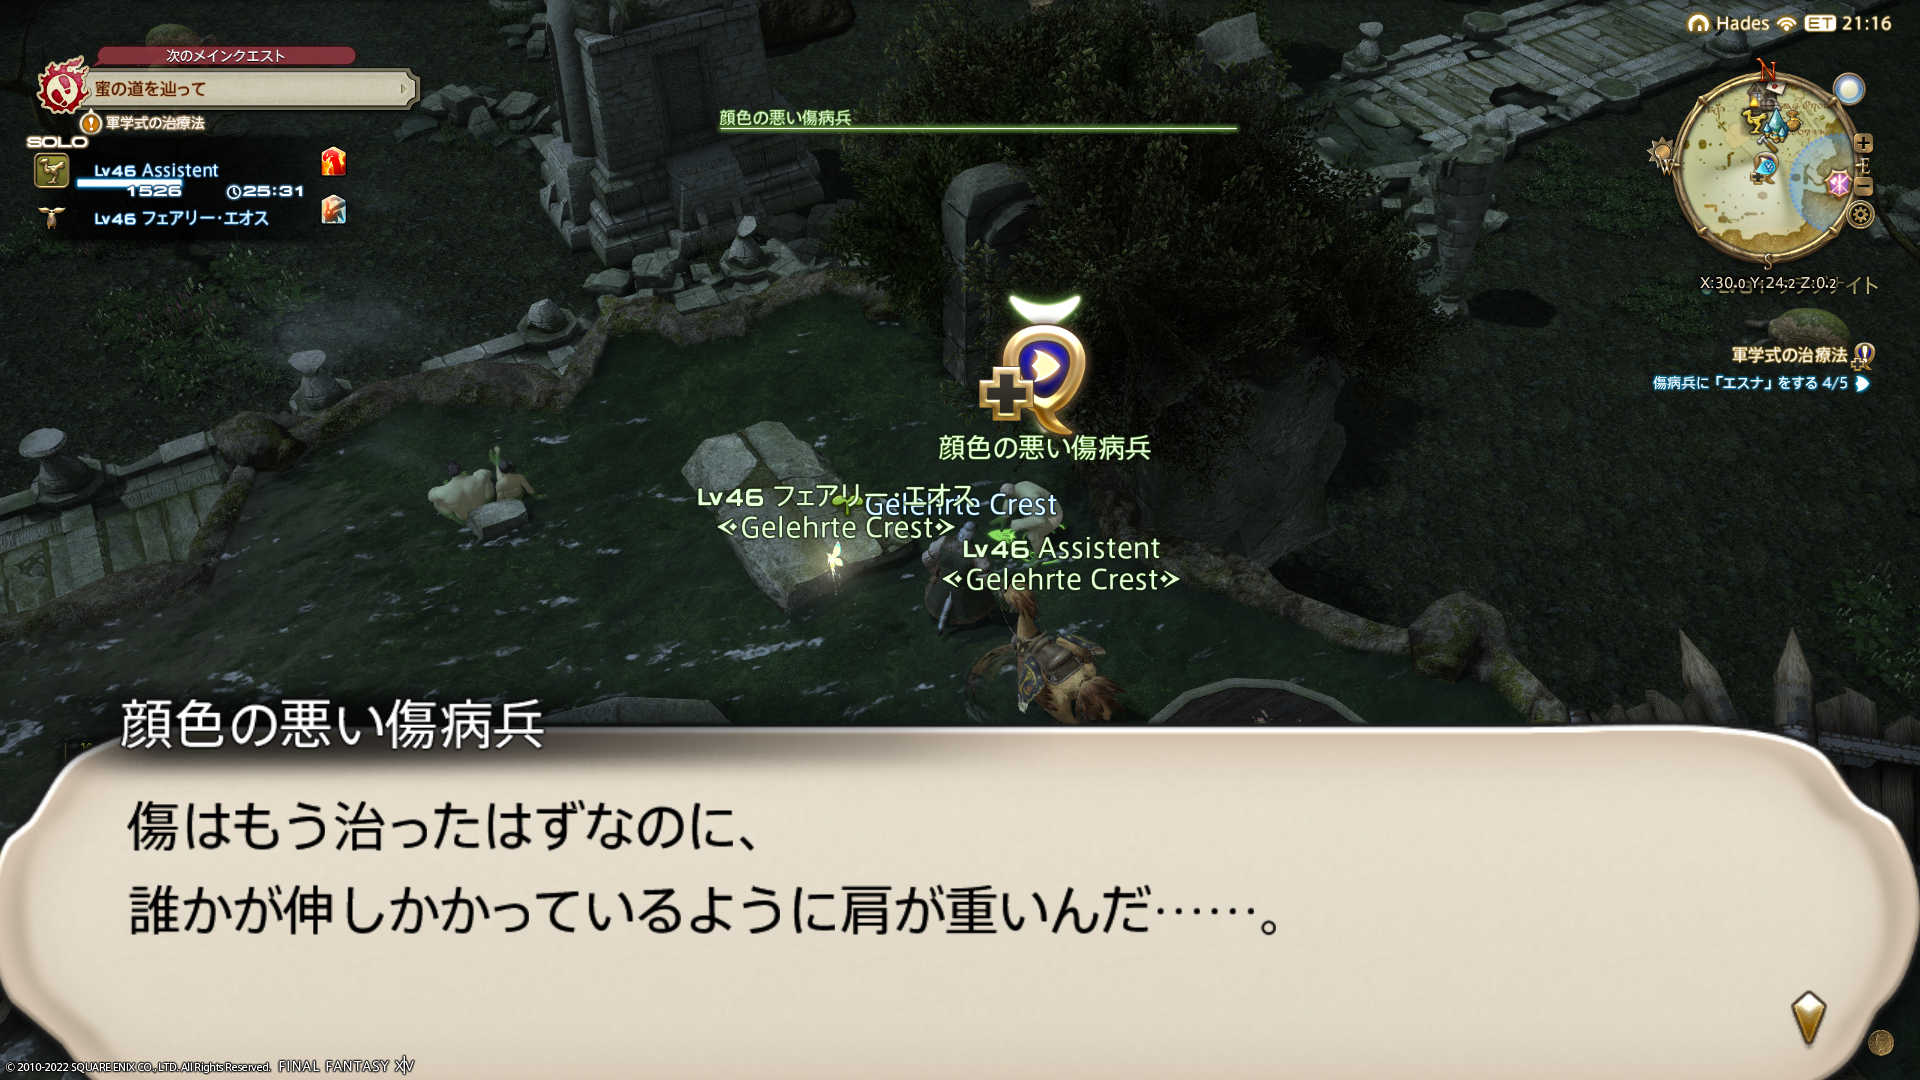 次のメインクエスト
蜜の道を辿って
軍学式の治療法
SOLO
Lv46 Assistent
1526 25:31
Lv46 フェアリー・エオス
顔色の悪い傷病兵
Hades ET 21:16
N
W
E
S
X:30.0 Y:24.2 Z:0.2
軍学式の治療法
傷病兵に「エスナ」をする 4/5
顔色の悪い傷病兵
Lv46 フェアリー・エオス
«Gelehrte Crest»
Gelehrte Crest
Lv46 Assistent
«Gelehrte Crest»
顔色の悪い傷病兵
傷はもう治ったはずなのに、
誰かが伸しかかっているように肩が重いんだ……。
© 2010-2022 SQUARE ENIX CO., LTD. All Rights Reserved. FINAL FANTASY XIV